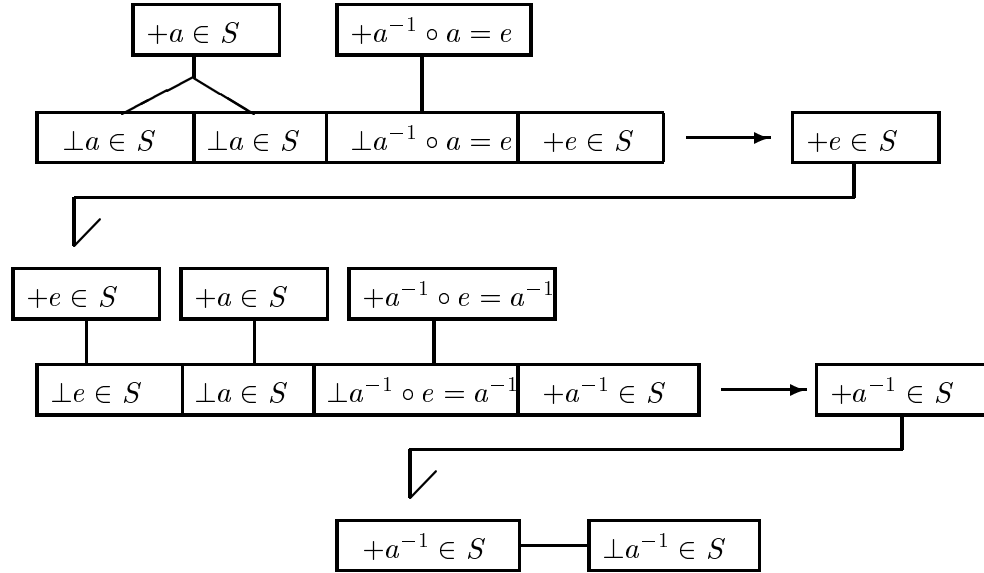 +a ∈ S +a⁻¹ ∘ a = e
⊥a ∈ S ⊥a ∈ S ⊥a⁻¹ ∘ a = e +e ∈ S +e ∈ S
+e ∈ S +a ∈ S +a⁻¹ ∘ e = a⁻¹
⊥e ∈ S ⊥a ∈ S ⊥a⁻¹ ∘ e = a⁻¹ +a⁻¹ ∈ S +a⁻¹ ∈ S
+a⁻¹ ∈ S ⊥a⁻¹ ∈ S